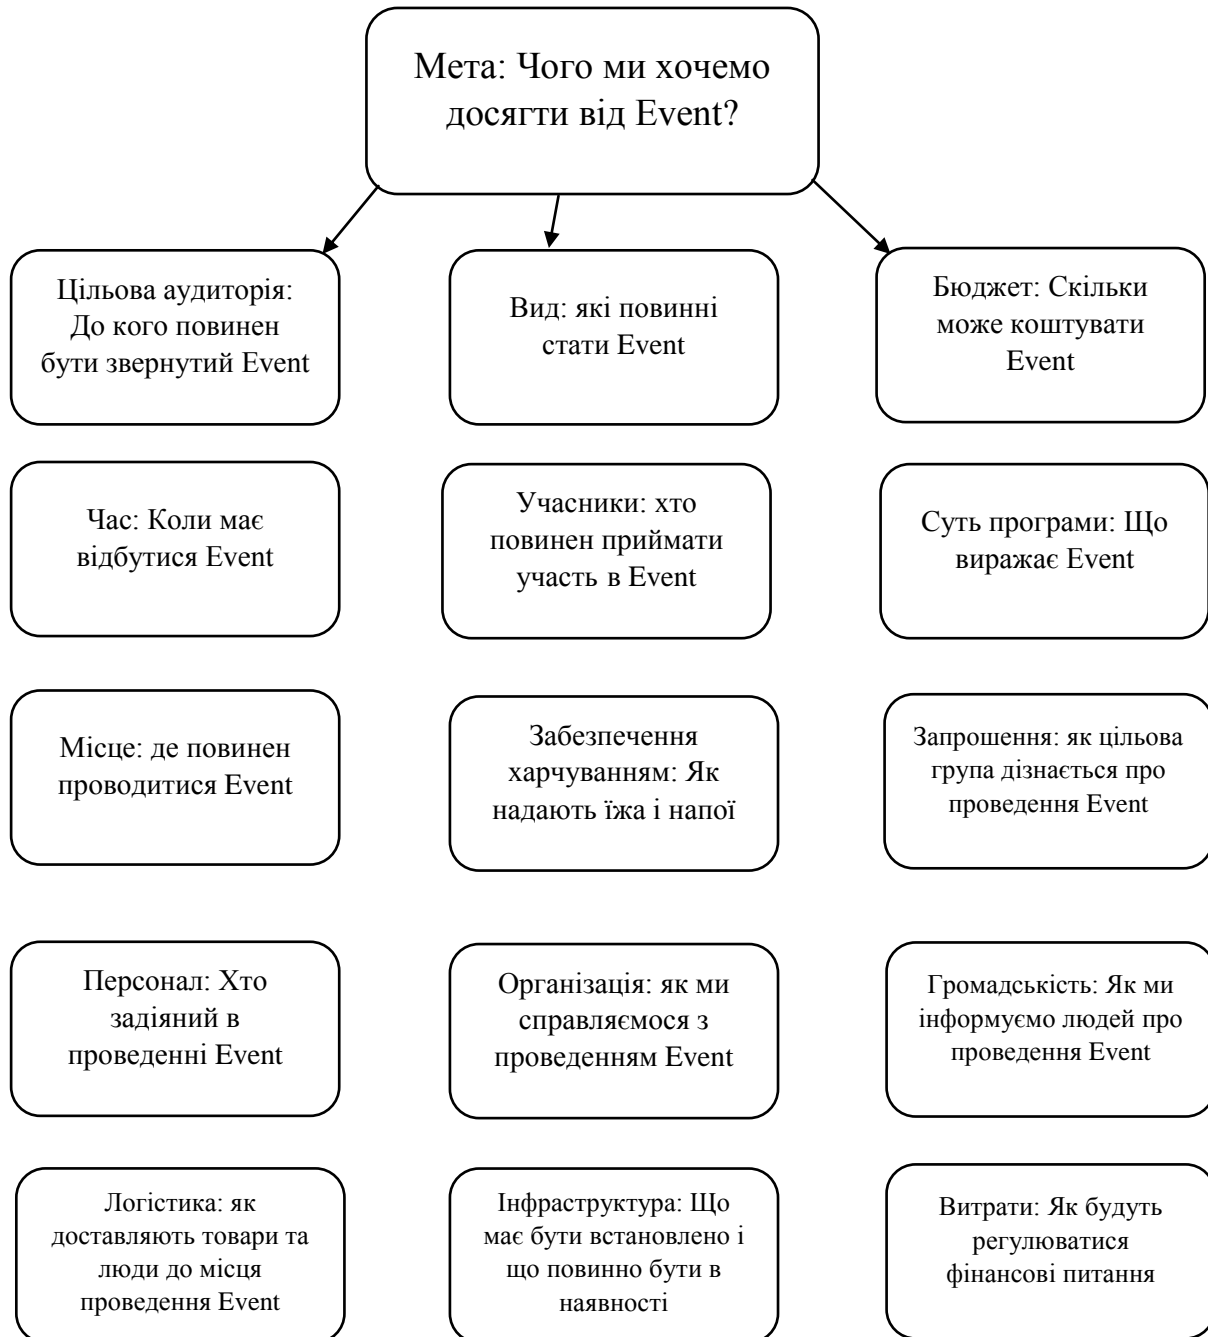 Мета: Чого ми хочемо
досягти від Event?
Цільова аудиторія:
До кого повинен
бути звернутий Event
Вид: які повинні
стати Event
Бюджет: Скільки
може коштувати
Event
Час: Коли має
відбутися Event
Учасники: хто
повинен приймати
участь в Event
Суть програми: Що
виражає Event
Місце: де повинен
проводитися Event
Забезпечення
харчуванням: Як
надають їжа і напої
Запрошення: як цільова
група дізнається про
проведення Event
Персонал: Хто
задіяний в
проведенні Event
Організація: як ми
справляємося з
проведенням Event
Громадськість: Як ми
інформуємо людей про
проведення Event
Логістика: як
доставляють товари та
люди до місця
проведення Event
Інфраструктура: Що
має бути встановлено і
що повинно бути в
наявності
Витрати: Як будуть
регулюватися
фінансові питання